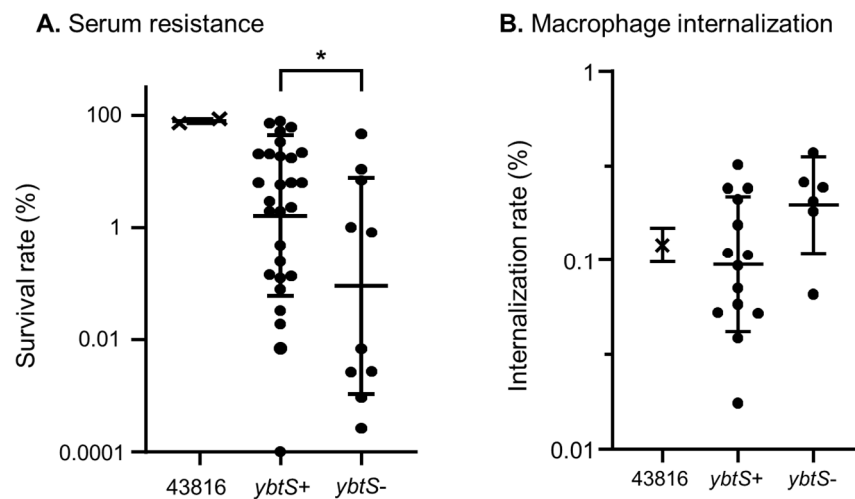 A. Serum resistance
*
Survival rate (%)
100
1
0.01
0.0001
43816
ybtS+
ybtS-
B. Macrophage internalization
Internalization rate (%)
1
0.1
0.01
43816
ybtS+
ybtS-